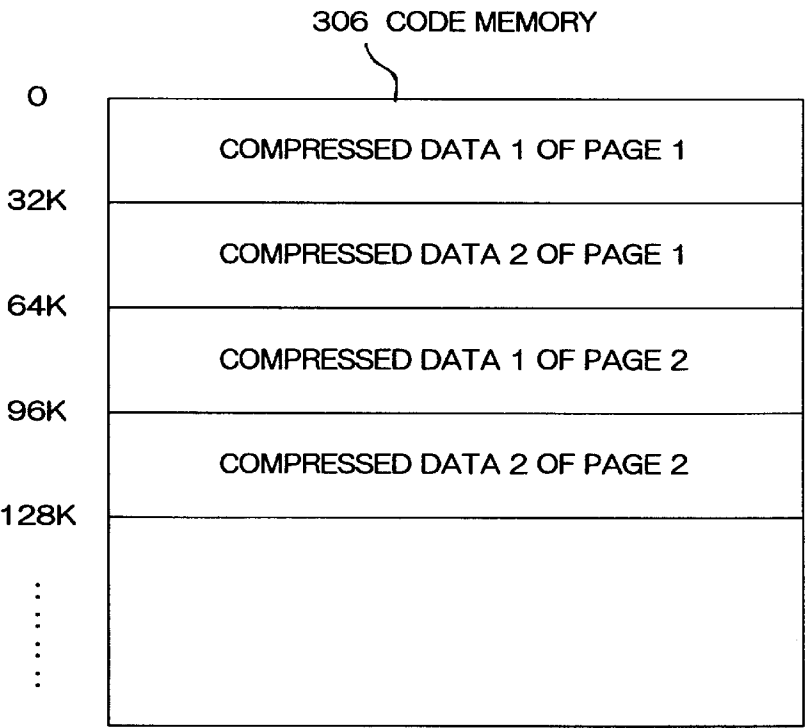 306 CODE MEMORY
0
COMPRESSED DATA 1 OF PAGE 1
32K
COMPRESSED DATA 2 OF PAGE 1
64K
COMPRESSED DATA 1 OF PAGE 2
96K
COMPRESSED DATA 2 OF PAGE 2
128K